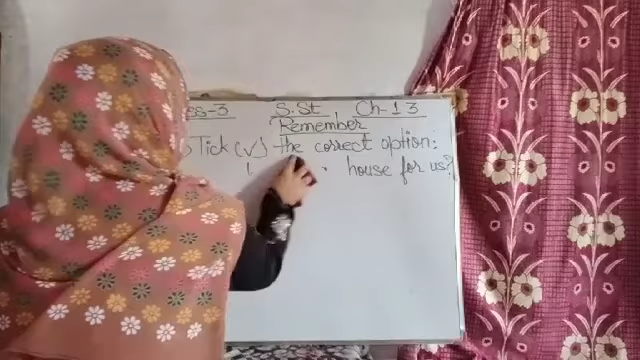 ss-3 S.St Ch-13
Remember
Tick (√) the correct option:
house for us?